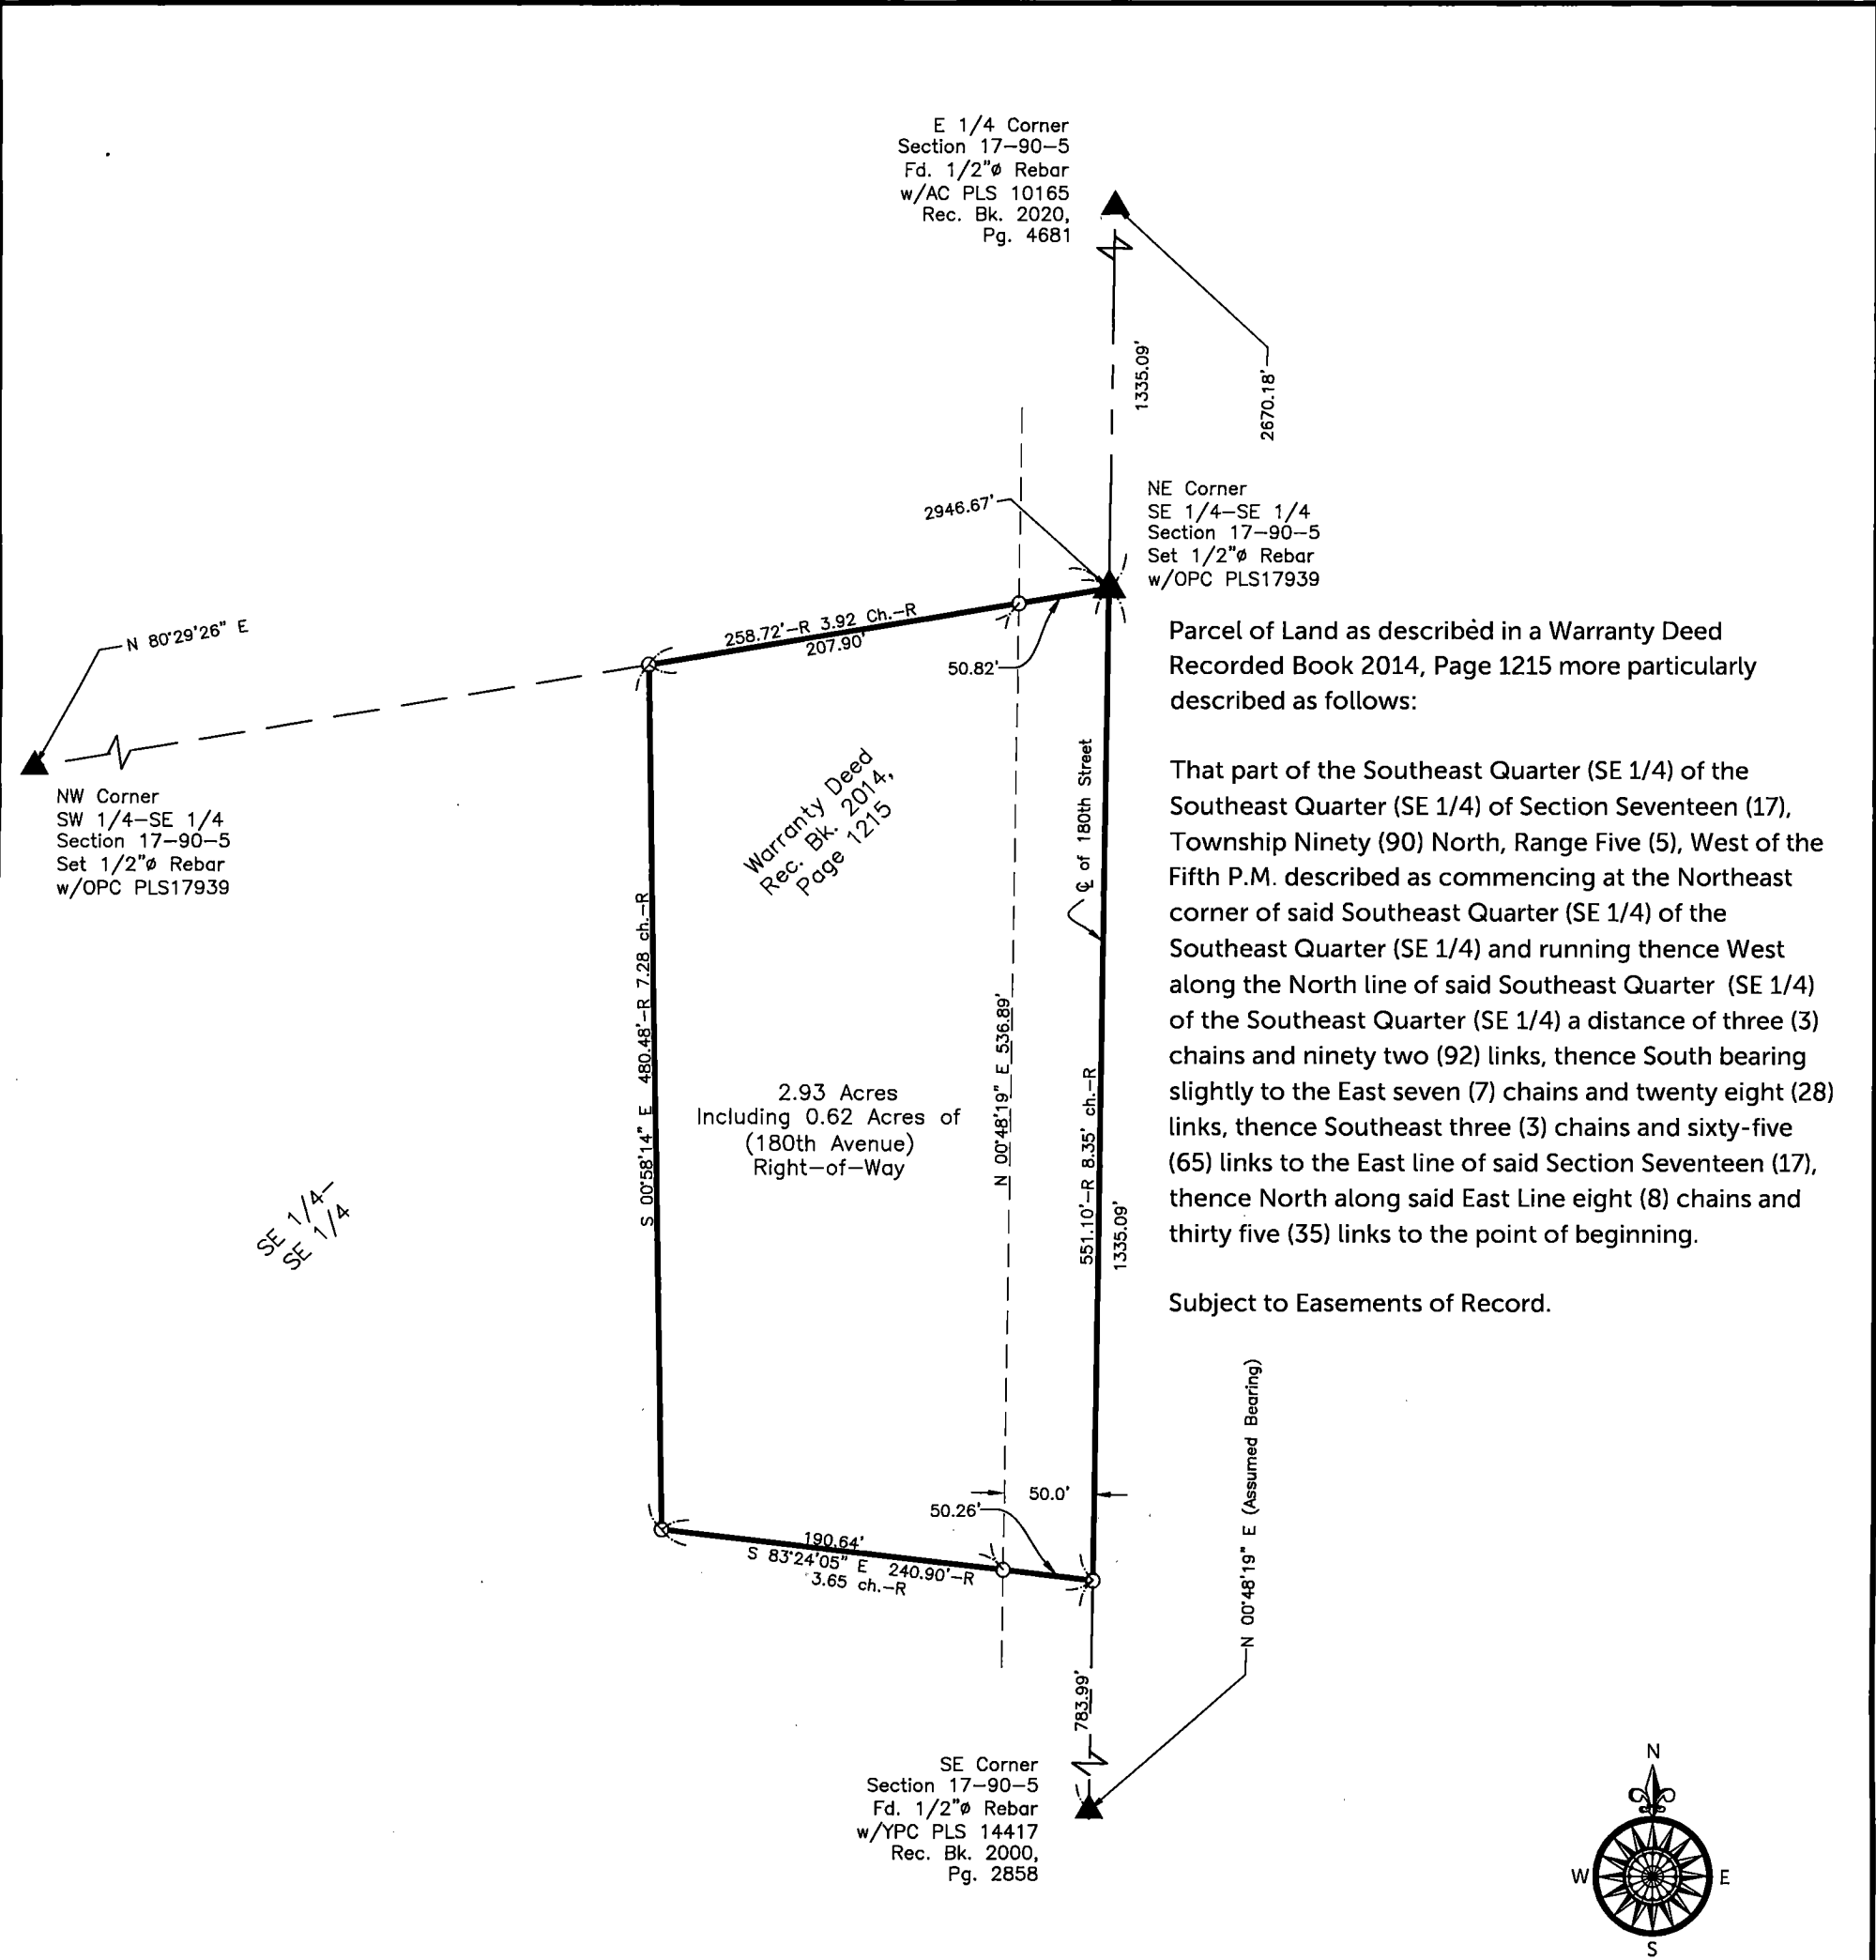 E 1/4 Corner
Section 17-90-5
Fd. 1/2"ø Rebar
w/AC PLS 10165
Rec. Bk. 2020,
Pg. 4681
1335.09'
2670.18'
2946.67'
NE Corner
SE 1/4-SE 1/4
Section 17-90-5
Set 1/2"ø Rebar
w/OPC PLS17939
N 80°29'26" E
258.72'-R 3.92 Ch.-R
207.90'
50.82'
NW Corner
SW 1/4-SE 1/4
Section 17-90-5
Set 1/2"ø Rebar
w/OPC PLS17939
Warranty Deed
Rec. Bk. 2014,
Page 1215
℄ of 180th Street
Parcel of Land as described in a Warranty Deed
Recorded Book 2014, Page 1215 more particularly
described as follows:
That part of the Southeast Quarter (SE 1/4) of the
Southeast Quarter (SE 1/4) of Section Seventeen (17),
Township Ninety (90) North, Range Five (5), West of the
Fifth P.M. described as commencing at the Northeast
corner of said Southeast Quarter (SE 1/4) of the
Southeast Quarter (SE 1/4) and running thence West
along the North line of said Southeast Quarter (SE 1/4)
of the Southeast Quarter (SE 1/4) a distance of three (3)
chains and ninety two (92) links, thence South bearing
slightly to the East seven (7) chains and twenty eight (28)
links, thence Southeast three (3) chains and sixty-five
(65) links to the East line of said Section Seventeen (17),
thence North along said East Line eight (8) chains and
thirty five (35) links to the point of beginning.
Subject to Easements of Record.
S 00°58'14" E 480.48'-R 7.28 ch.-R
2.93 Acres
Including 0.62 Acres of
(180th Avenue)
Right-of-Way
N 00°48'19" E 536.89'
551.10'-R 8.35' ch.-R
1335.09'
SE 1/4-
SE 1/4
50.0'
50.26'
190.64'
S 83°24'05" E 240.90'-R
3.65 ch.-R
N 00°48'19" E (Assumed Bearing)
783.99'
SE Corner
Section 17-90-5
Fd. 1/2"ø Rebar
w/YPC PLS 14417
Rec. Bk. 2000,
Pg. 2858
N
W E
S